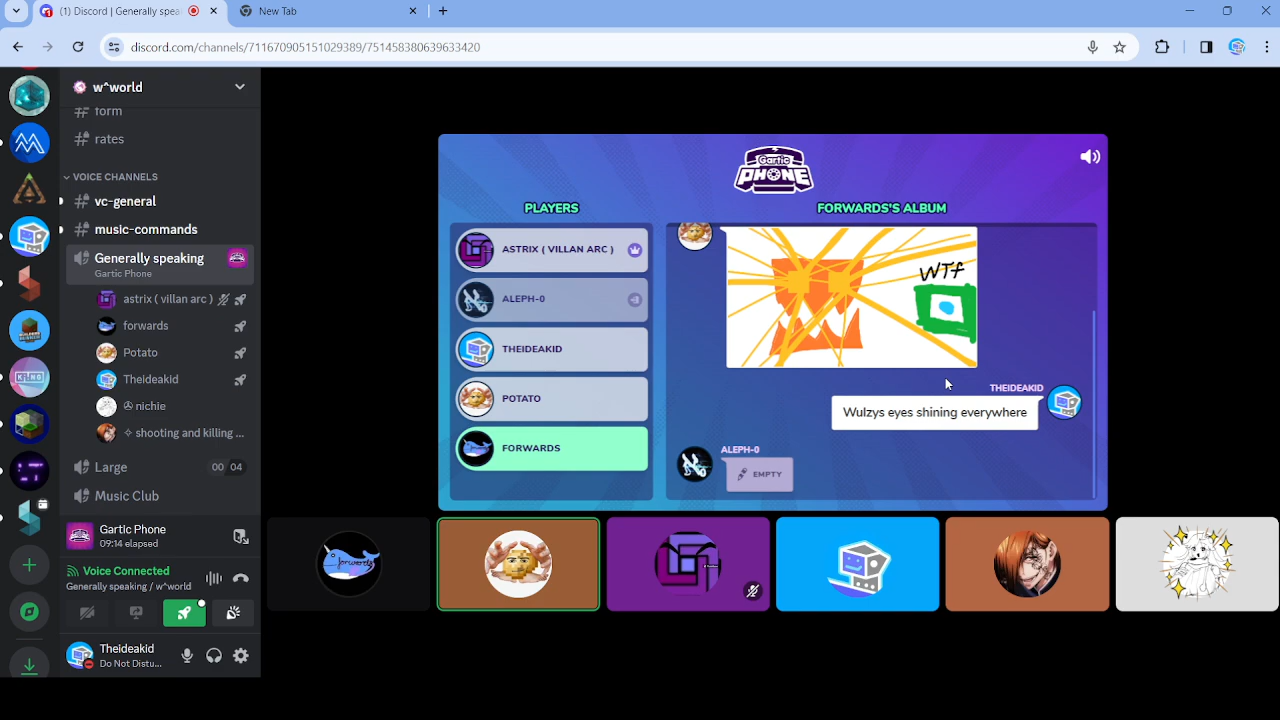 (1) Discord | Generally spea
New Tab
discord.com/channels/711670905151029389/751458380639633420
w^world
form
rates
VOICE CHANNELS
vc-general
music-commands
Generally speaking
Gartic Phone
astrix ( villan arc )
forwards
Potato
Theideakid
nichie
shooting and killing ...
Large
00 04
Music Club
Gartic Phone
09:14 elapsed
Voice Connected
Generally speaking / w^world
Theideakid
Do Not Distu...
Gartic
PHONE
PLAYERS
ASTRIX ( VILLAN ARC )
ALEPH-0
THEIDEAKID
POTATO
FORWARDS
FORWARDS'S ALBUM
WTf
THEIDEAKID
Wulzys eyes shining everywhere
ALEPH-0
EMPTY
forwards